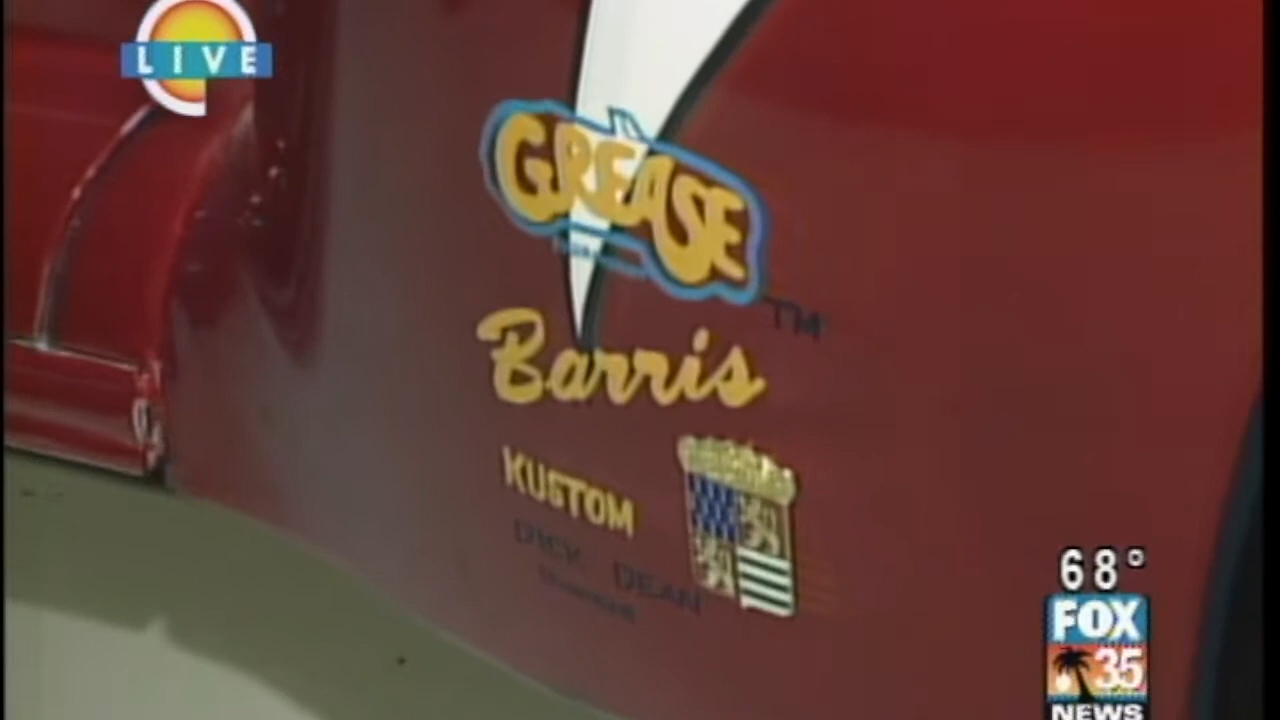 LIVE
GREASE
TM
Barris
KUSTOM
DICK DEAN
68°
FOX
35
NEWS